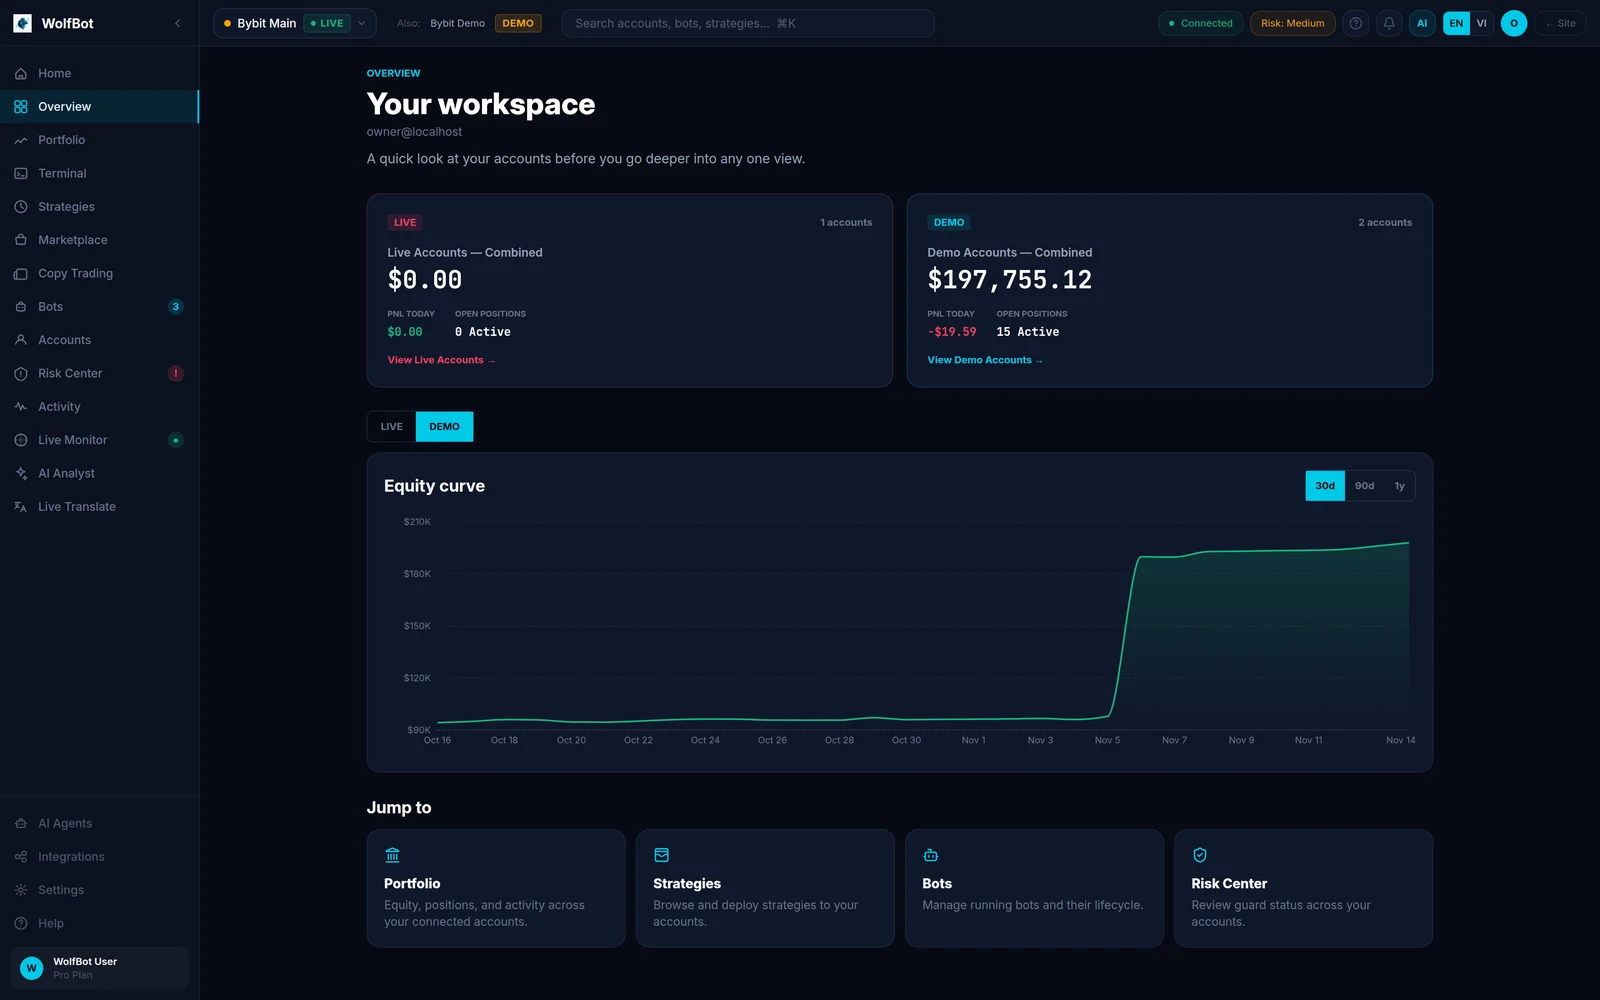 WolfBot
Bybit Main
LIVE
Also: Bybit Demo DEMO
Search accounts, bots, strategies... ⌘K
Connected
Risk: Medium
AI
EN VI
O
← Site
Home
Overview
Portfolio
Terminal
Strategies
Marketplace
Copy Trading
Bots 3
Accounts
Risk Center !
Activity
Live Monitor
AI Analyst
Live Translate
AI Agents
Integrations
Settings
Help
W
WolfBot User
Pro Plan
OVERVIEW
Your workspace
owner@localhost
A quick look at your accounts before you go deeper into any one view.
LIVE 1 accounts
Live Accounts — Combined
$0.00
PNL TODAY OPEN POSITIONS
$0.00 0 Active
View Live Accounts →
DEMO 2 accounts
Demo Accounts — Combined
$197,755.12
PNL TODAY OPEN POSITIONS
-$19.59 15 Active
View Demo Accounts →
LIVE DEMO
Equity curve 30d 90d 1y
$210K
$180K
$150K
$120K
$90K
Oct 16 Oct 18 Oct 20 Oct 22 Oct 24 Oct 26 Oct 28 Oct 30 Nov 1 Nov 3 Nov 5 Nov 7 Nov 9 Nov 11 Nov 14
Jump to
Portfolio
Equity, positions, and activity across
your connected accounts.
Strategies
Browse and deploy strategies to your
accounts.
Bots
Manage running bots and their lifecycle.
Risk Center
Review guard status across your
accounts.